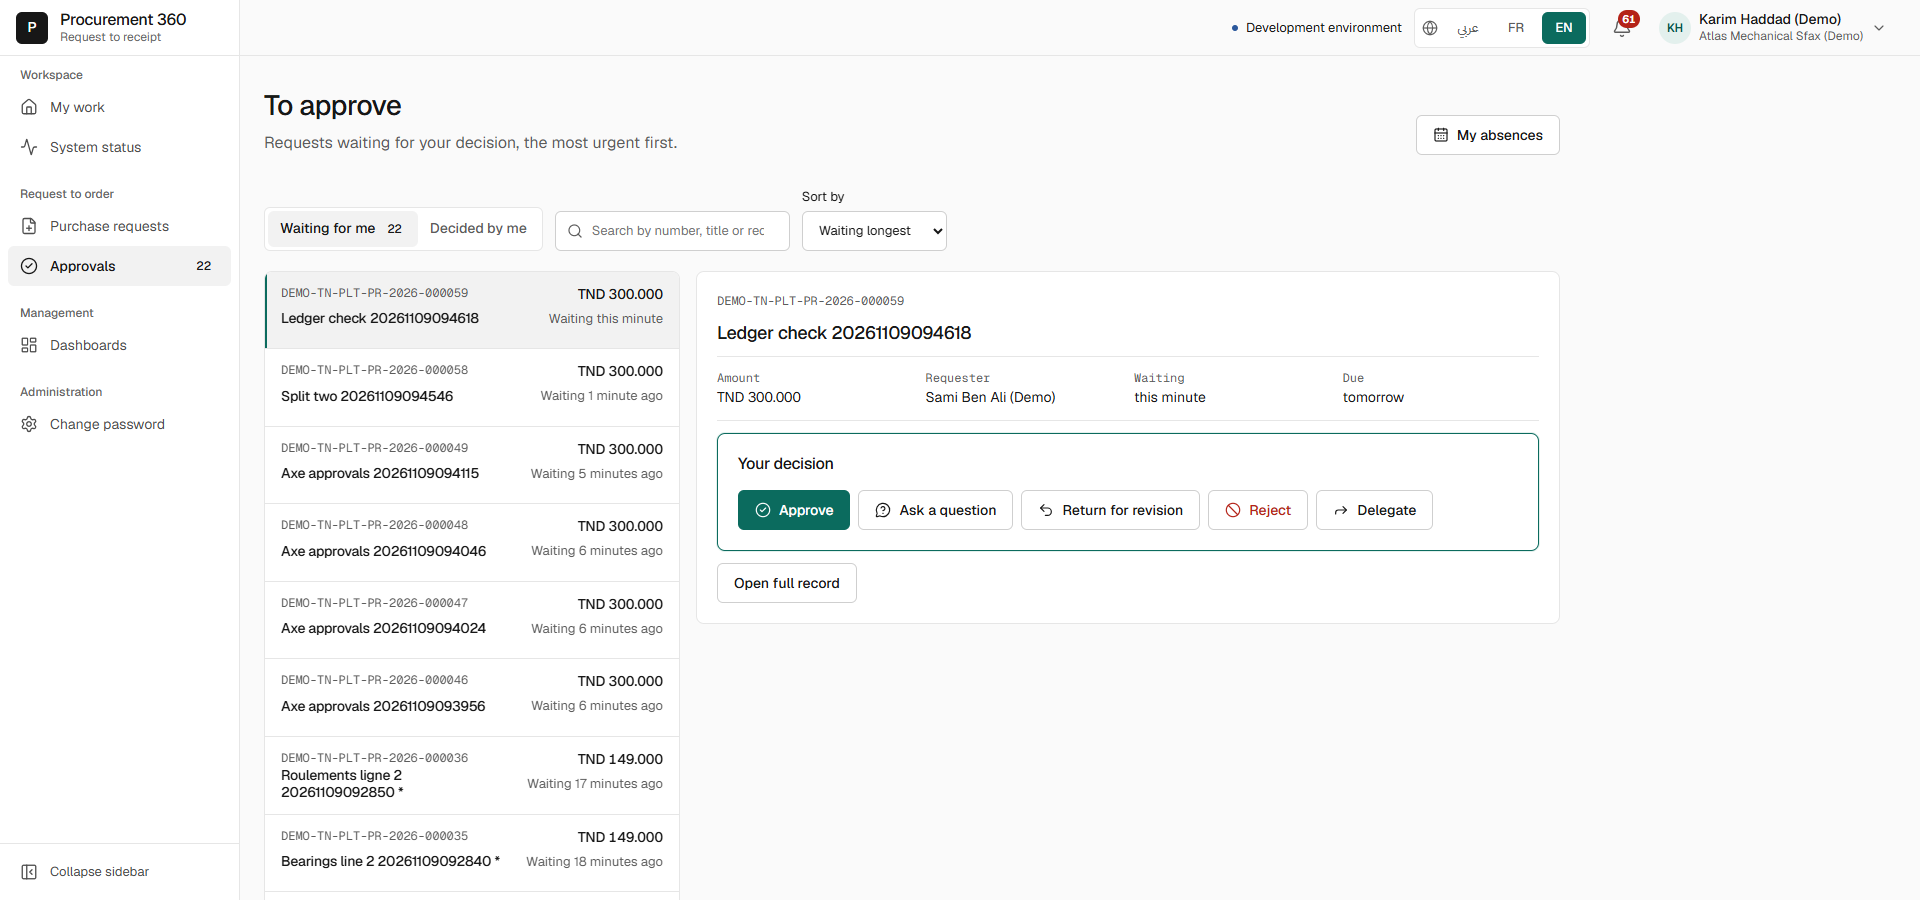 P
Procurement 360
Request to receipt
Development environment
عربي
FR
EN
61
KH
Karim Haddad (Demo)
Atlas Mechanical Sfax (Demo)
Workspace
My work
System status
Request to order
Purchase requests
Approvals 22
Management
Dashboards
Administration
Change password
Collapse sidebar
To approve
Requests waiting for your decision, the most urgent first.
My absences
Waiting for me 22
Decided by me
Search by number, title or rec
Sort by
Waiting longest
DEMO-TN-PLT-PR-2026-000059 TND 300.000
Ledger check 20261109094618 Waiting this minute
DEMO-TN-PLT-PR-2026-000058 TND 300.000
Split two 20261109094546 Waiting 1 minute ago
DEMO-TN-PLT-PR-2026-000049 TND 300.000
Axe approvals 20261109094115 Waiting 5 minutes ago
DEMO-TN-PLT-PR-2026-000048 TND 300.000
Axe approvals 20261109094046 Waiting 6 minutes ago
DEMO-TN-PLT-PR-2026-000047 TND 300.000
Axe approvals 20261109094024 Waiting 6 minutes ago
DEMO-TN-PLT-PR-2026-000046 TND 300.000
Axe approvals 20261109093956 Waiting 6 minutes ago
DEMO-TN-PLT-PR-2026-000036 TND 149.000
Roulements ligne 2
20261109092850 * Waiting 17 minutes ago
DEMO-TN-PLT-PR-2026-000035 TND 149.000
Bearings line 2 20261109092840 * Waiting 18 minutes ago
DEMO-TN-PLT-PR-2026-000059
Ledger check 20261109094618
Amount Requester Waiting Due
TND 300.000 Sami Ben Ali (Demo) this minute tomorrow
Your decision
Approve
Ask a question
Return for revision
Reject
Delegate
Open full record